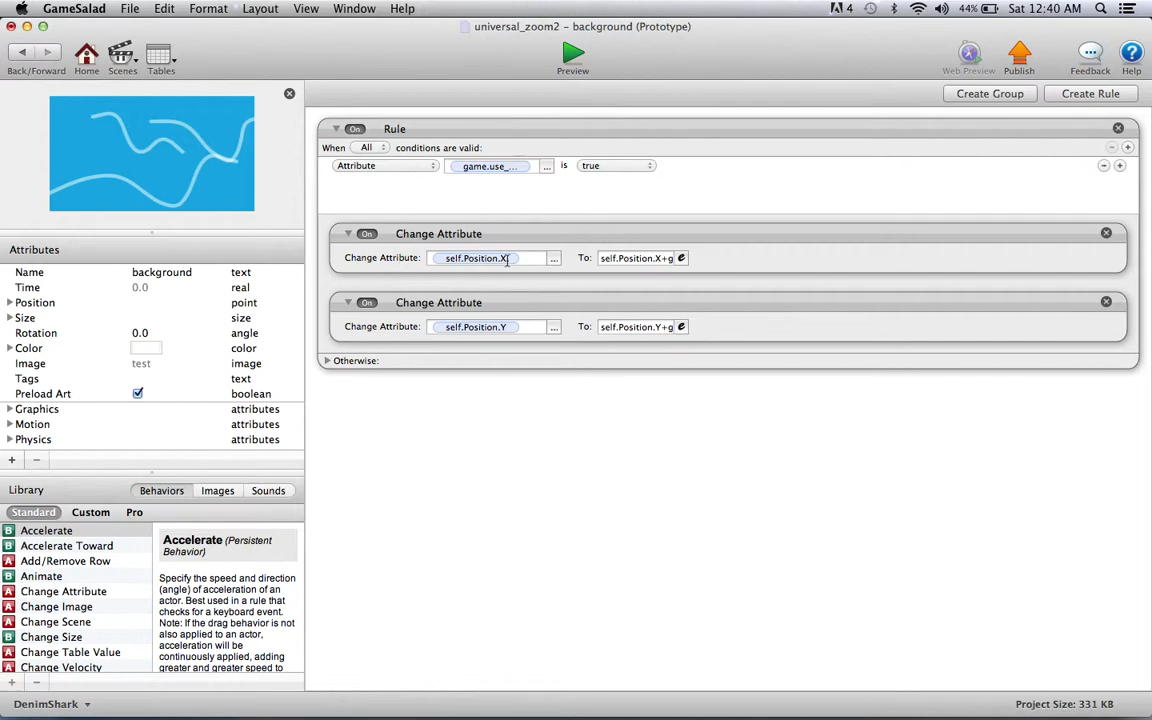 GameSalad File Edit Format Layout View Window Help 4 44% Sat 12:40 AM
universal_zoom2 - background (Prototype)
Back/Forward Home Scenes Tables Preview Web Preview Publish Feedback Help
Create Group Create Rule
On Rule
When All conditions are valid:
Attribute game.use_... ... is true
On Change Attribute
Change Attribute: self.Position.X ... To: self.Position.X+g e
On Change Attribute
Change Attribute: self.Position.Y ... To: self.Position.Y+g e
Otherwise:
Attributes
Name background text
Time 0.0 real
Position point
Size size
Rotation 0.0 angle
Color color
Image test image
Tags text
Preload Art boolean
Graphics attributes
Motion attributes
Physics attributes
Library Behaviors Images Sounds
Standard Custom Pro
B Accelerate
B Accelerate Toward
A Add/Remove Row
B Animate
A Change Attribute
A Change Image
A Change Scene
B Change Size
A Change Table Value
A Change Velocity
Accelerate (Persistent
Behavior)
Specify the speed and direction
(angle) of acceleration of an
actor. Best used in a rule that
checks for a keyboard event.
Note: If the drag behavior is not
also applied to an actor,
acceleration will be
continuously applied, adding
greater and greater speed to
DenimShark Project Size: 331 KB